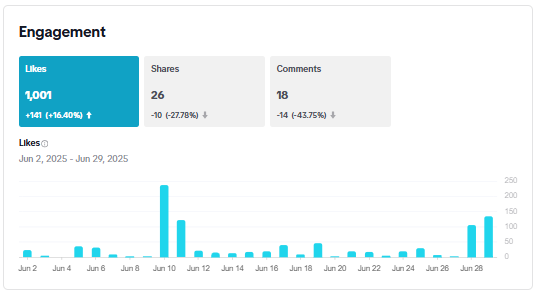 Engagement
Likes
1,001
+141 (+16.40%)
Shares
26
-10 (-27.78%)
Comments
18
-14 (-43.75%)
Likes
Jun 2, 2025 - Jun 29, 2025
250
200
150
100
50
0
Jun 2 Jun 4 Jun 6 Jun 8 Jun 10 Jun 12 Jun 14 Jun 16 Jun 18 Jun 20 Jun 22 Jun 24 Jun 26 Jun 28